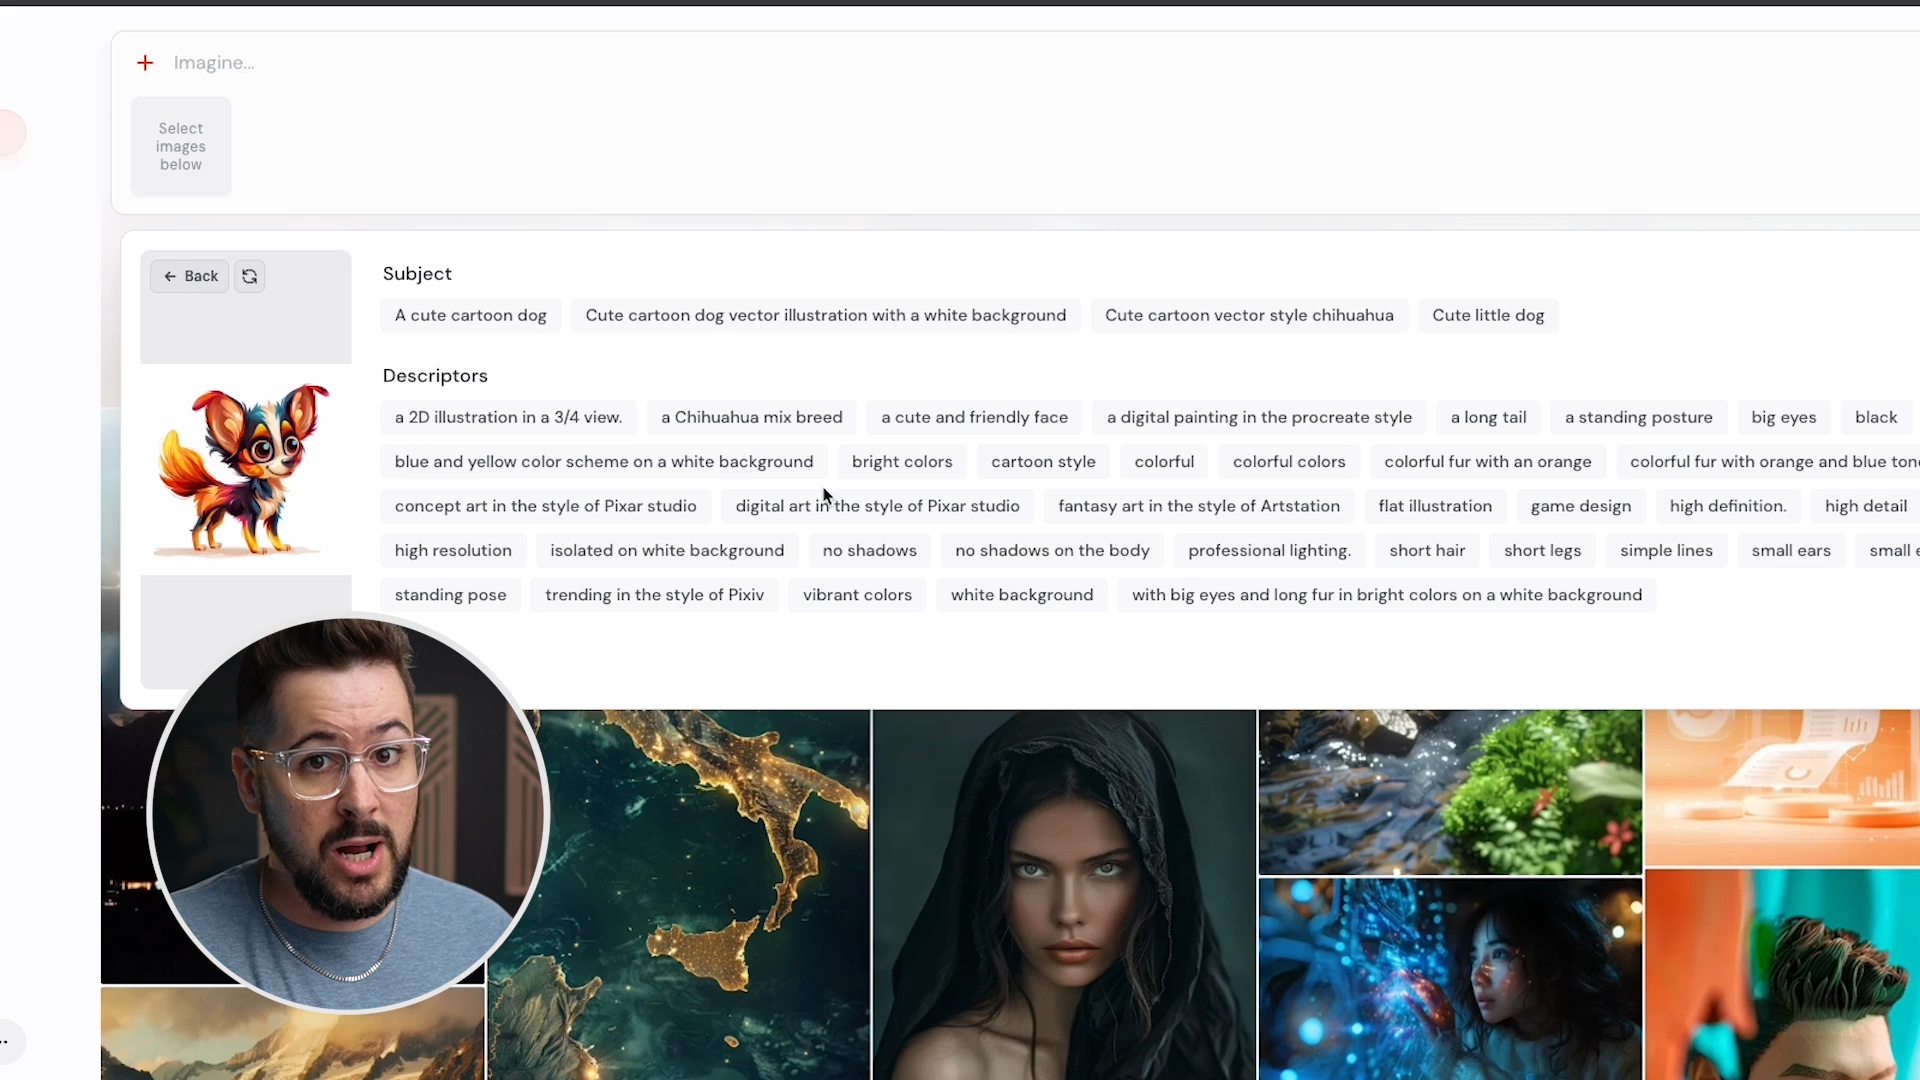 Imagine...
Select
images
below
Back
Subject
A cute cartoon dog Cute cartoon dog vector illustration with a white background Cute cartoon vector style chihuahua Cute little dog
Descriptors
a 2D illustration in a 3/4 view. a Chihuahua mix breed a cute and friendly face a digital painting in the procreate style a long tail a standing posture big eyes black
blue and yellow color scheme on a white background bright colors cartoon style colorful colorful colors colorful fur with an orange colorful fur with orange and blue
concept art in the style of Pixar studio digital art in the style of Pixar studio fantasy art in the style of Artstation flat illustration game design high definition. high detail
high resolution isolated on white background no shadows no shadows on the body professional lighting. short hair short legs simple lines small ears small
standing pose trending in the style of Pixiv vibrant colors white background with big eyes and long fur in bright colors on a white background